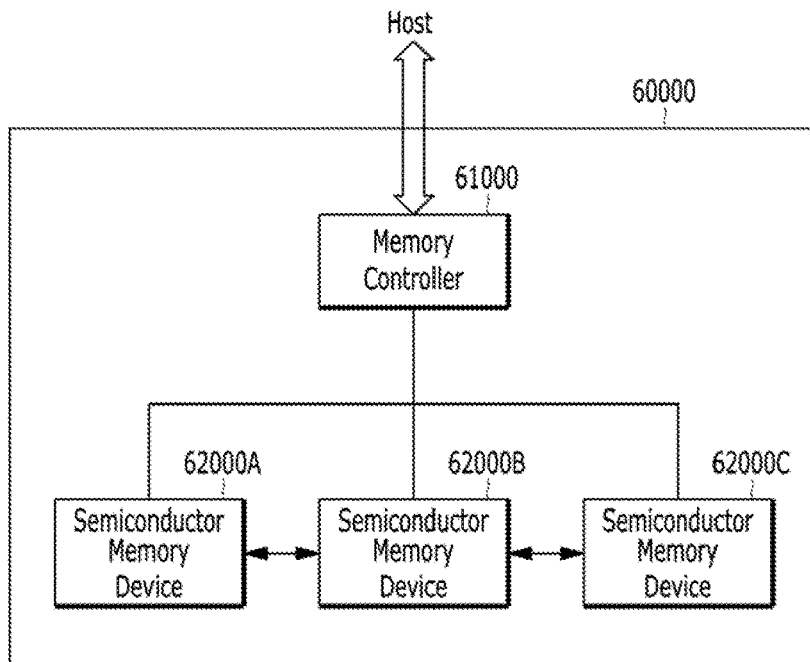 Host
60000
61000
Memory
Controller
62000A
62000B
62000C
Semiconductor
Memory
Device
Semiconductor
Memory
Device
Semiconductor
Memory
Device